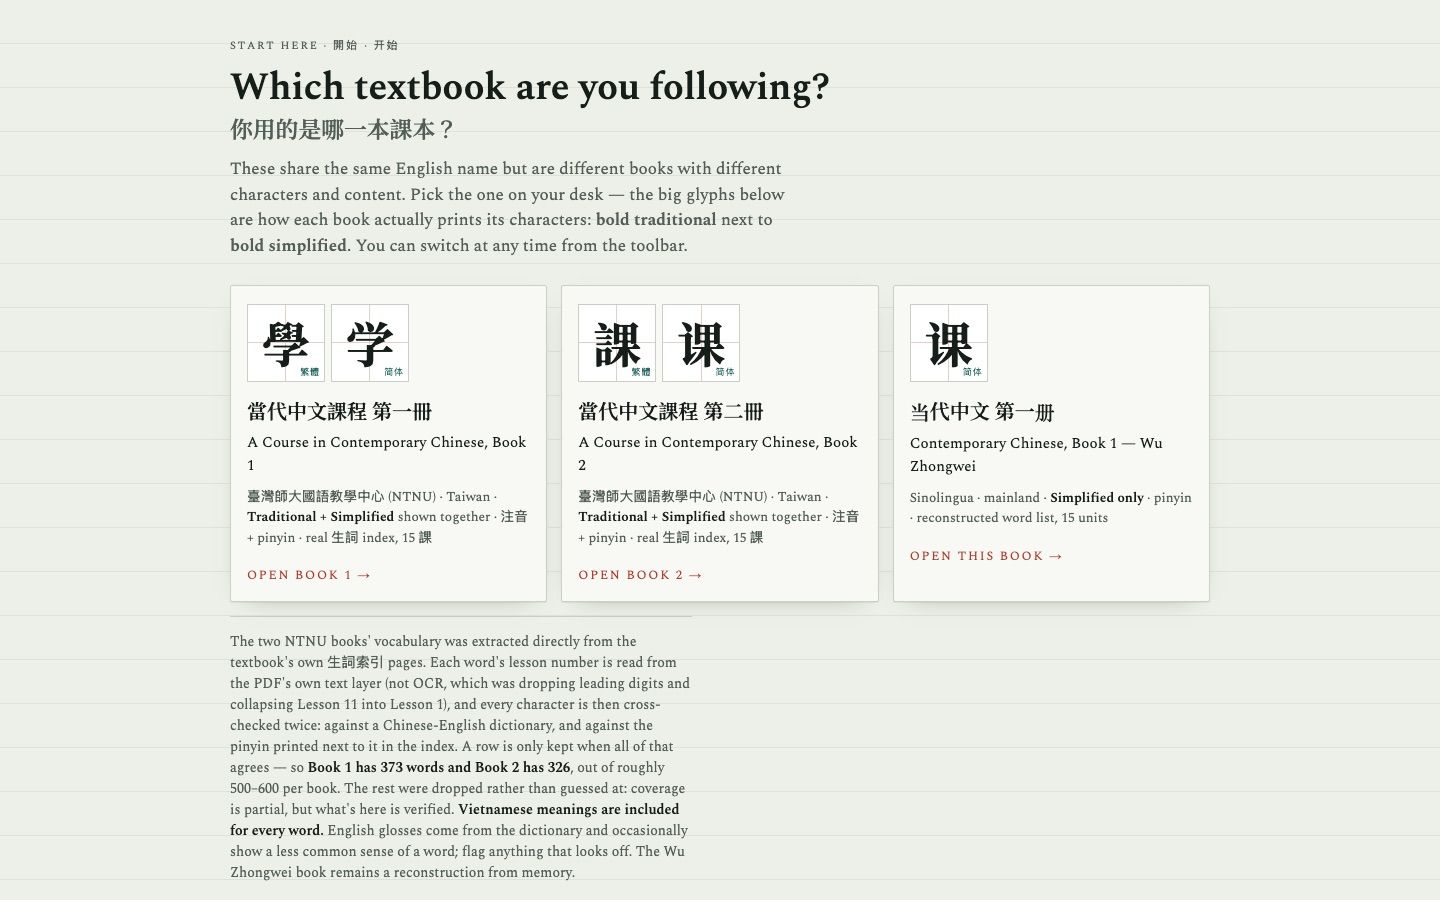 START HERE · 開始 · 开始
Which textbook are you following?
你用的是哪一本課本？
These share the same English name but are different books with different
characters and content. Pick the one on your desk — the big glyphs below
are how each book actually prints its characters: bold traditional next to
bold simplified. You can switch at any time from the toolbar.
學 繁體 学 简体
當代中文課程 第一冊
A Course in Contemporary Chinese, Book
1
臺灣師大國語教學中心 (NTNU) · Taiwan ·
Traditional + Simplified shown together · 注音
+ pinyin · real 生詞 index, 15 課
OPEN BOOK 1 →
課 繁體 课 简体
當代中文課程 第二冊
A Course in Contemporary Chinese, Book
2
臺灣師大國語教學中心 (NTNU) · Taiwan ·
Traditional + Simplified shown together · 注音
+ pinyin · real 生詞 index, 15 課
OPEN BOOK 2 →
课 简体
当代中文 第一册
Contemporary Chinese, Book 1 — Wu
Zhongwei
Sinolingua · mainland · Simplified only · pinyin
· reconstructed word list, 15 units
OPEN THIS BOOK →
The two NTNU books' vocabulary was extracted directly from the
textbook's own 生詞索引 pages. Each word's lesson number is read from
the PDF's own text layer (not OCR, which was dropping leading digits and
collapsing Lesson 11 into Lesson 1), and every character is then cross-
checked twice: against a Chinese-English dictionary, and against the
pinyin printed next to it in the index. A row is only kept when all of that
agrees — so Book 1 has 373 words and Book 2 has 326, out of roughly
500–600 per book. The rest were dropped rather than guessed at: coverage
is partial, but what's here is verified. Vietnamese meanings are included
for every word. English glosses come from the dictionary and occasionally
show a less common sense of a word; flag anything that looks off. The Wu
Zhongwei book remains a reconstruction from memory.